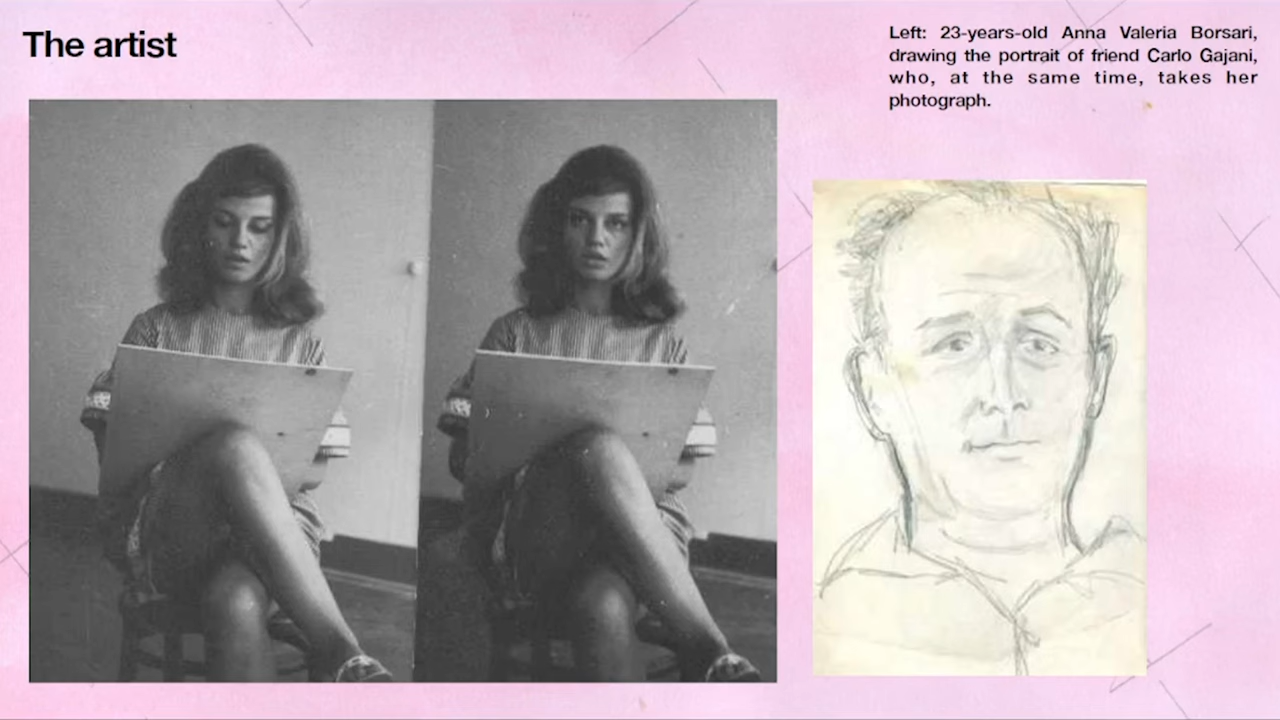 The artist
Left: 23-years-old Anna Valeria Borsari,
drawing the portrait of friend Carlo Gajani,
who, at the same time, takes her
photograph.